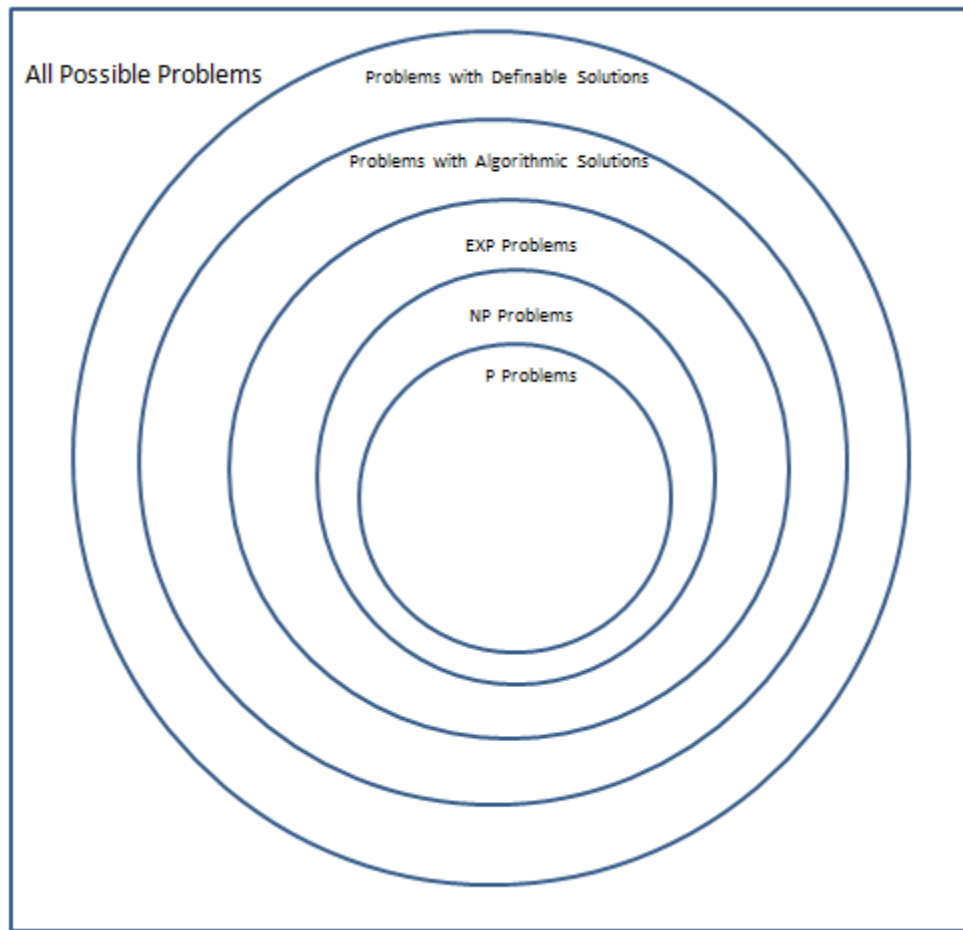 All Possible Problems
Problems with Definable Solutions
Problems with Algorithmic Solutions
EXP Problems
NP Problems
P Problems